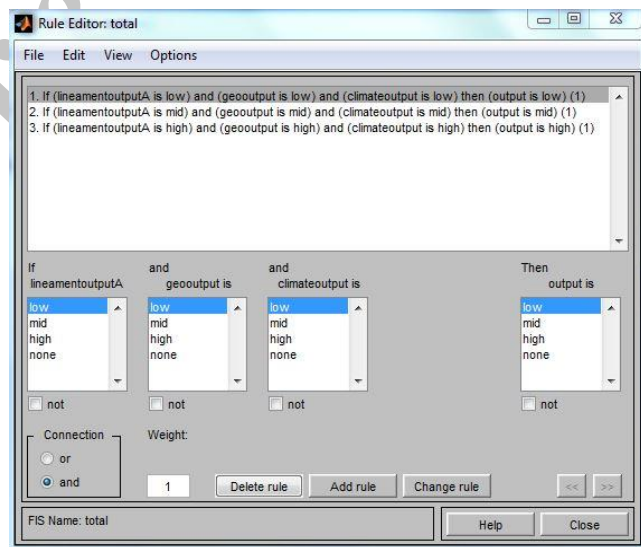 Rule Editor: total
File Edit View Options
1. If (lineamentoutputA is low) and (geooutput is low) and (climateoutput is low) then (output is low) (1)
2. If (lineamentoutputA is mid) and (geooutput is mid) and (climateoutput is mid) then (output is mid) (1)
3. If (lineamentoutputA is high) and (geooutput is high) and (climateoutput is high) then (output is high) (1)
If and and Then
lineamentoutputA geooutput is climateoutput is output is
low low low low
mid mid mid mid
high high high high
none none none none
not not not not
Connection Weight:
or
and 1 Delete rule Add rule Change rule << >>
FIS Name: total Help Close